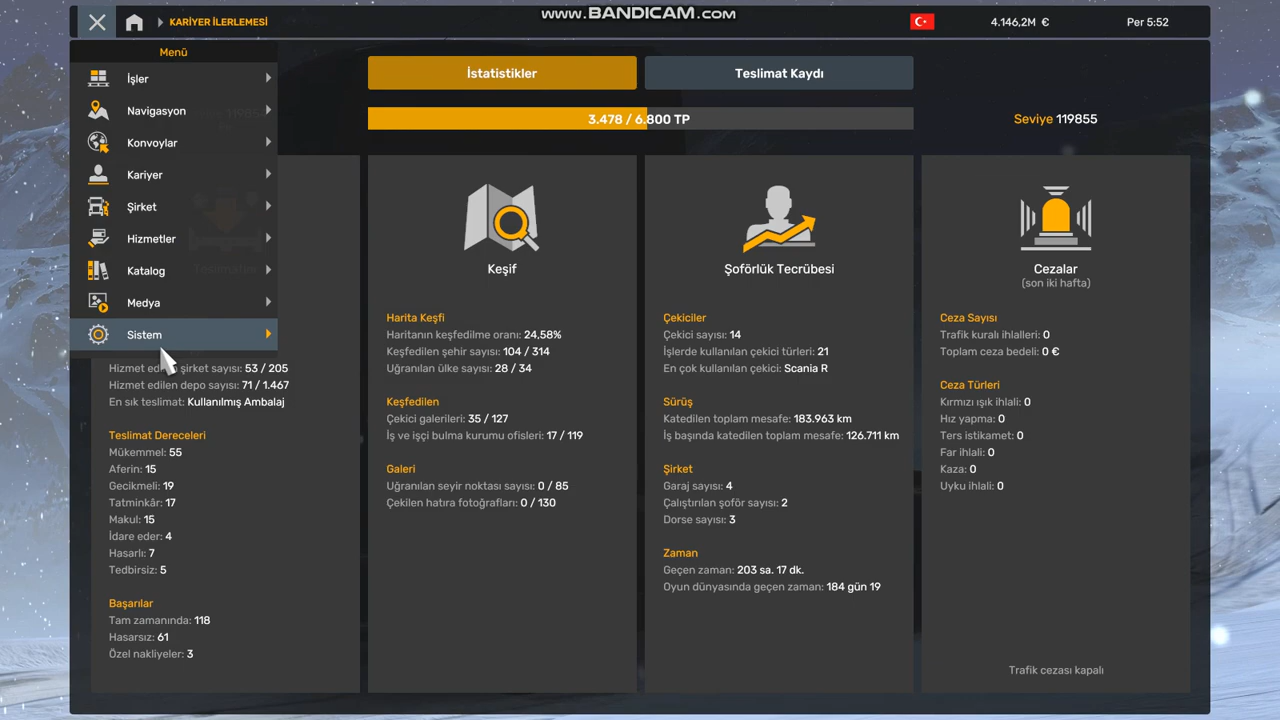 KARİYER İLERLEMESİ
www.BANDICAM.com
4.146,2M €
Per 5:52
Menü
İşler
Navigasyon
Konvoylar
Kariyer
Şirket
Hizmetler
Katalog
Medya
Sistem
İstatistikler
Teslimat Kaydı
3.478 / 6.800 TP
Seviye 119855
Hizmet edilen şirket sayısı: 53 / 205
Hizmet edilen depo sayısı: 71 / 1.467
En sık teslimat: Kullanılmış Ambalaj
Teslimat Dereceleri
Mükemmel: 55
Aferin: 15
Gecikmeli: 19
Tatminkâr: 17
Makul: 15
İdare eder: 4
Hasarlı: 7
Tedbirsiz: 5
Başarılar
Tam zamanında: 118
Hasarsız: 61
Özel nakliyeler: 3
Keşif
Harita Keşfi
Haritanın keşfedilme oranı: 24,58%
Keşfedilen şehir sayısı: 104 / 314
Uğranılan ülke sayısı: 28 / 34
Keşfedilen
Çekici galerileri: 35 / 127
İş ve işçi bulma kurumu ofisleri: 17 / 119
Galeri
Uğranılan seyir noktası sayısı: 0 / 85
Çekilen hatıra fotoğrafları: 0 / 130
Şoförlük Tecrübesi
Çekiciler
Çekici sayısı: 14
İşlerde kullanılan çekici türleri: 21
En çok kullanılan çekici: Scania R
Sürüş
Katedilen toplam mesafe: 183.963 km
İş başında katedilen toplam mesafe: 126.711 km
Şirket
Garaj sayısı: 4
Çalıştırılan şoför sayısı: 2
Dorse sayısı: 3
Zaman
Geçen zaman: 203 sa. 17 dk.
Oyun dünyasında geçen zaman: 184 gün 19
Cezalar
(son iki hafta)
Ceza Sayısı
Trafik kuralı ihlalleri: 0
Toplam ceza bedeli: 0 €
Ceza Türleri
Kırmızı ışık ihlali: 0
Hız yapma: 0
Ters istikamet: 0
Far ihlali: 0
Kaza: 0
Uyku ihlali: 0
Trafik cezası kapalı